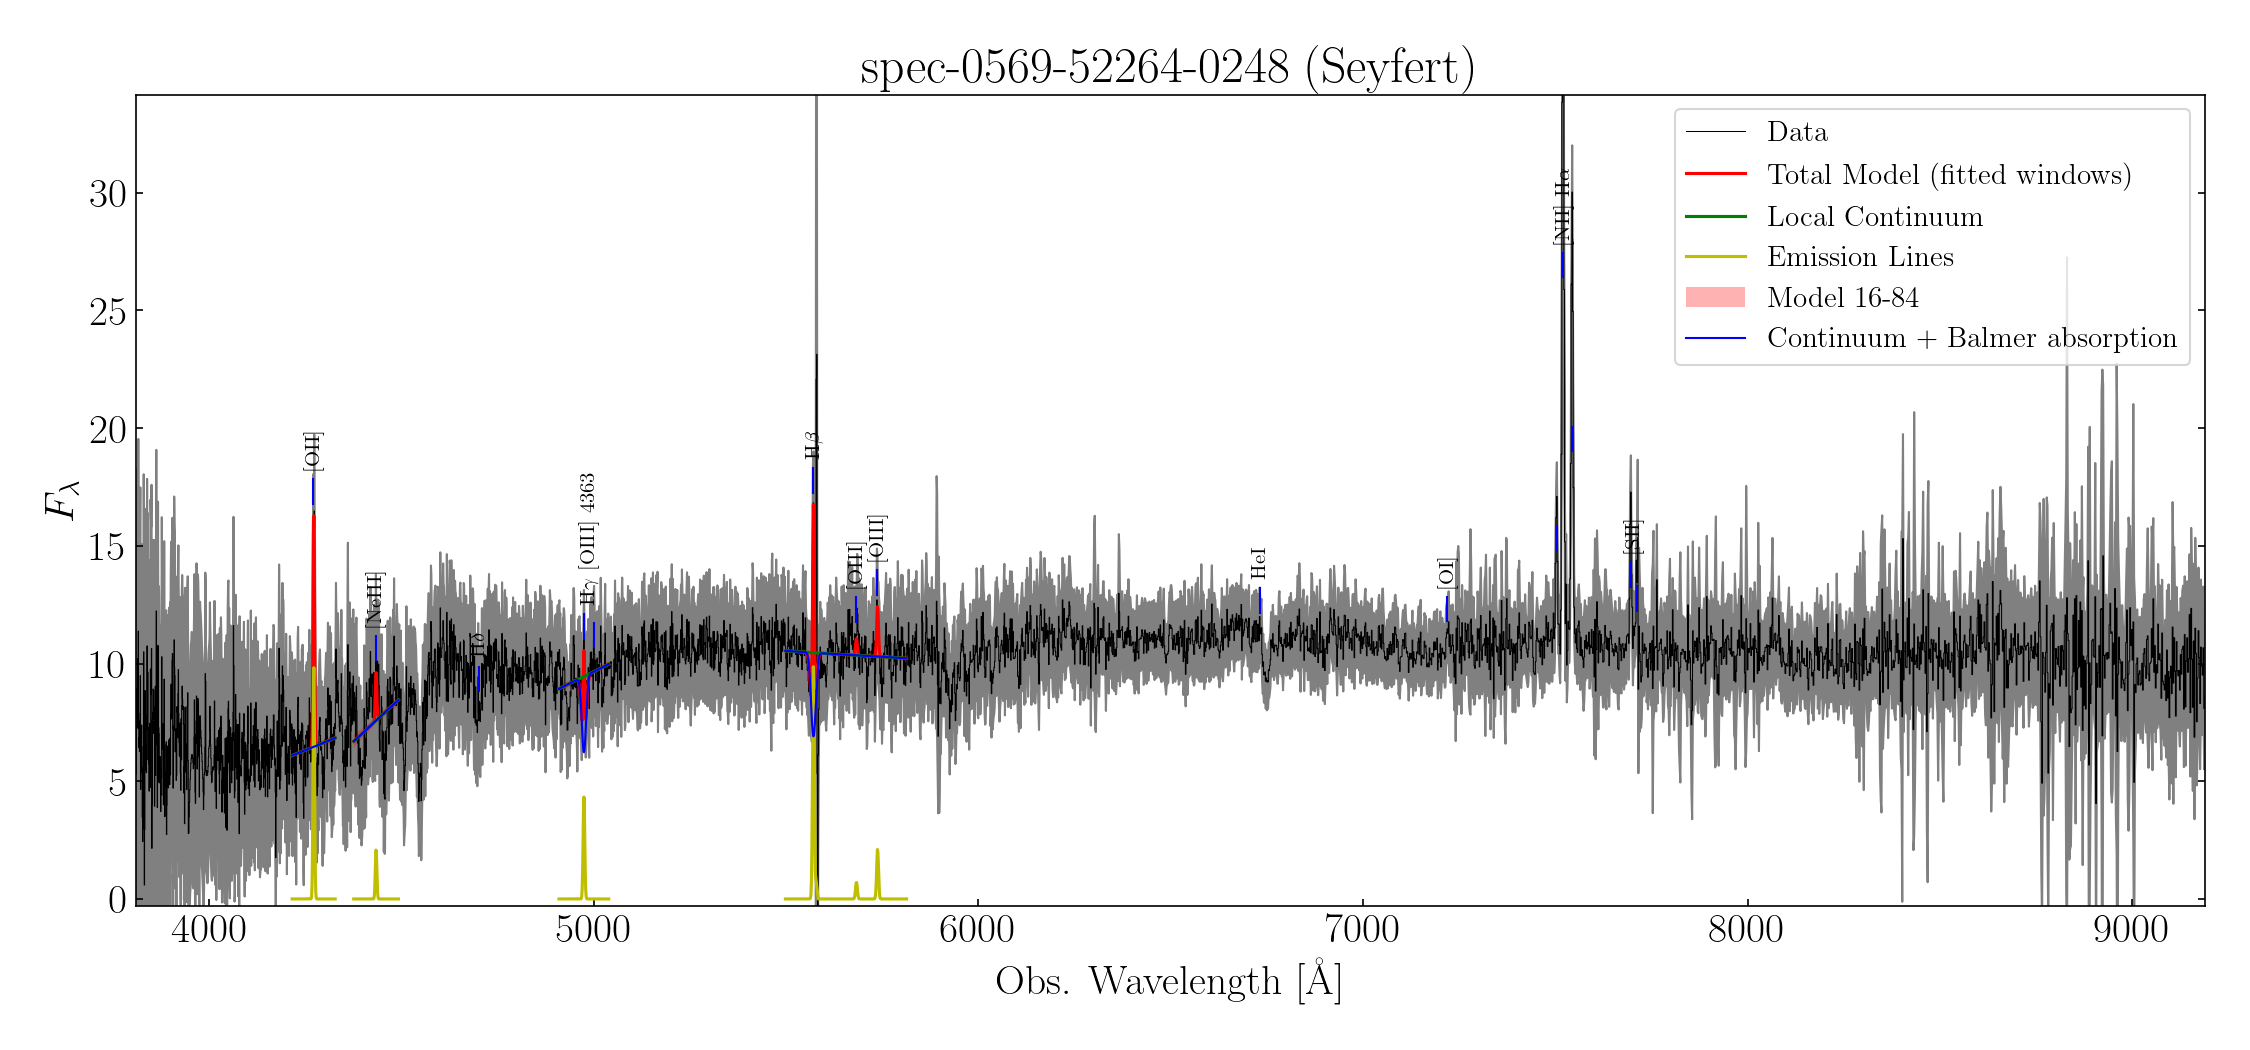 spec-0569-52264-0248 (Seyfert)
Data
Total Model (fitted windows)
Local Continuum
Emission Lines
Model 16-84
Continuum + Balmer absorption
[OII]
[NeIII]
Hδ
Hγ [OIII] 4363
Hβ
[OIII]
[OIII]
HeI
[OI]
[NII] Hα
[SII]
Fλ
30
25
20
15
10
5
0
4000
5000
6000
7000
8000
9000
Obs. Wavelength [Å]